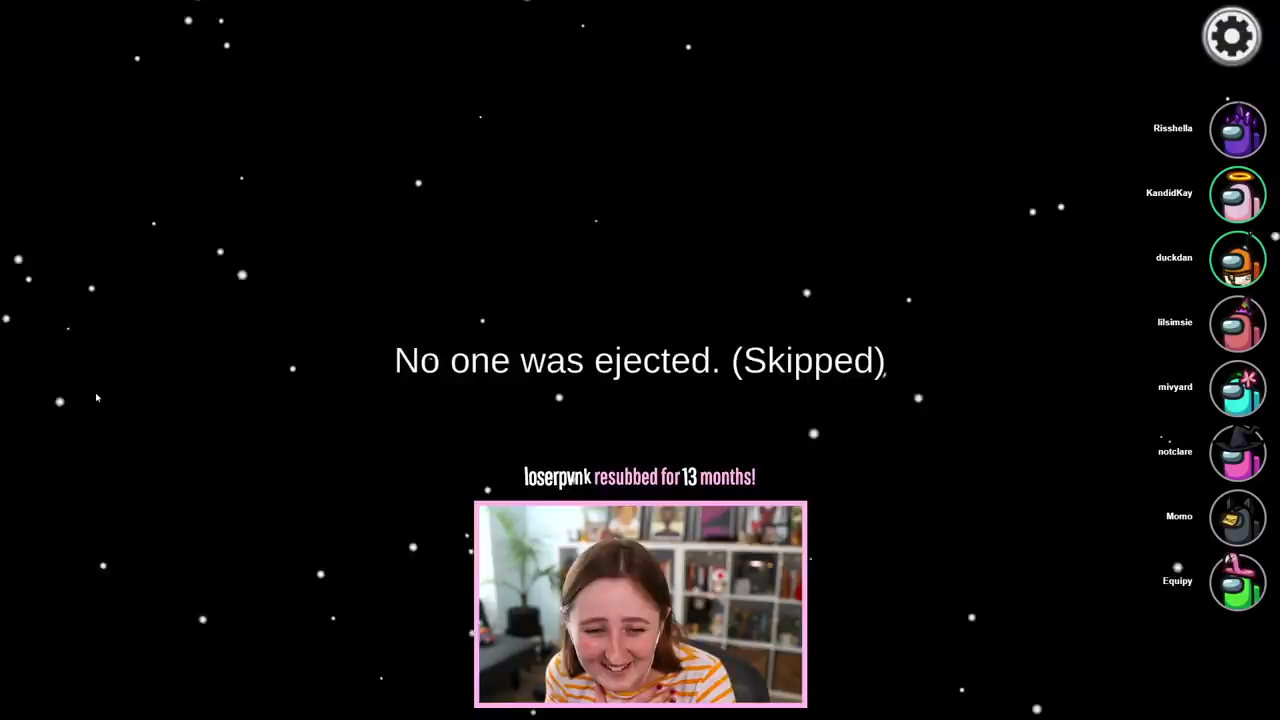 Risshella
KandidKay
duckdan
lilsimsie
No one was ejected. (Skipped)
mivyard
notclare
loserpvnk resubbed for 13 months!
Momo
Equipy